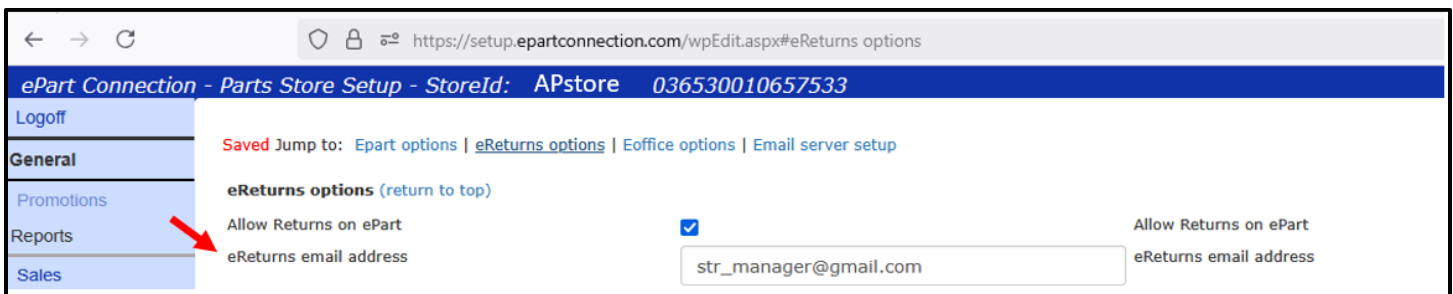 https://setup.epartconnection.com/wpEdit.aspx#eReturns options
ePart Connection - Parts Store Setup - StoreId: APstore 036530010657533
Logoff
General
Promotions
Reports
Sales
Saved Jump to: Epart options | eReturns options | Eoffice options | Email server setup
eReturns options (return to top)
Allow Returns on ePart Allow Returns on ePart
eReturns email address str_manager@gmail.com eReturns email address